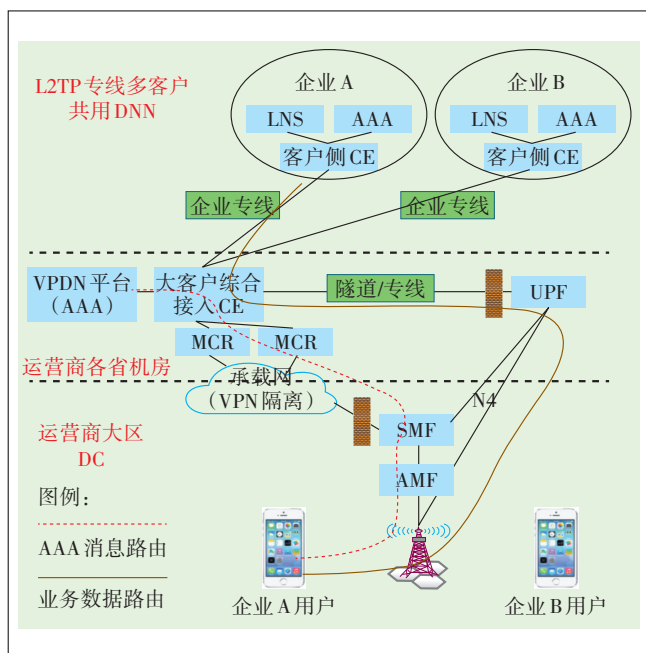 L2TP专线多客户
共用DNN
企业A
LNS
AAA
客户侧CE
企业B
LNS
AAA
客户侧CE
企业专线
企业专线
VPDN平台
（AAA）
大客户综合
接入CE
隧道/专线
UPF
MCR
MCR
运营商各省机房
承载网
（VPN隔离）
N4
SMF
运营商大区
DC
AMF
图例：
AAA消息路由
业务数据路由
企业A用户
企业B用户